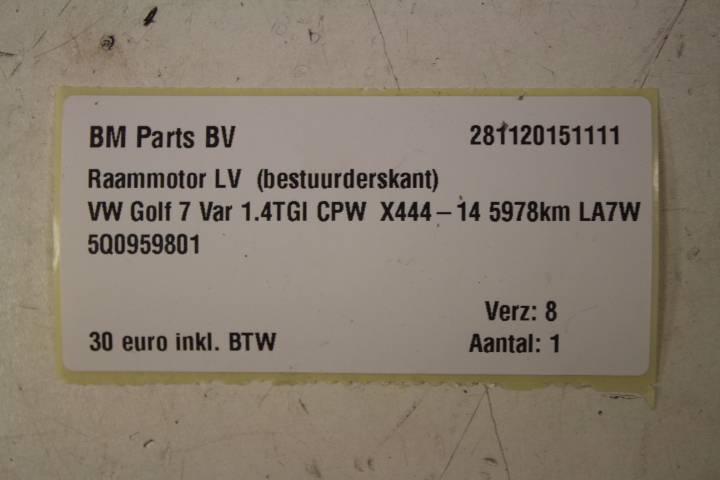 BM Parts BV 281120151111
Raammotor LV (bestuurderskant)
VW Golf 7 Var 1.4TGI CPW X444-14 5978km LA7W
5Q0959801
Verz: 8
30 euro inkl. BTW Aantal: 1